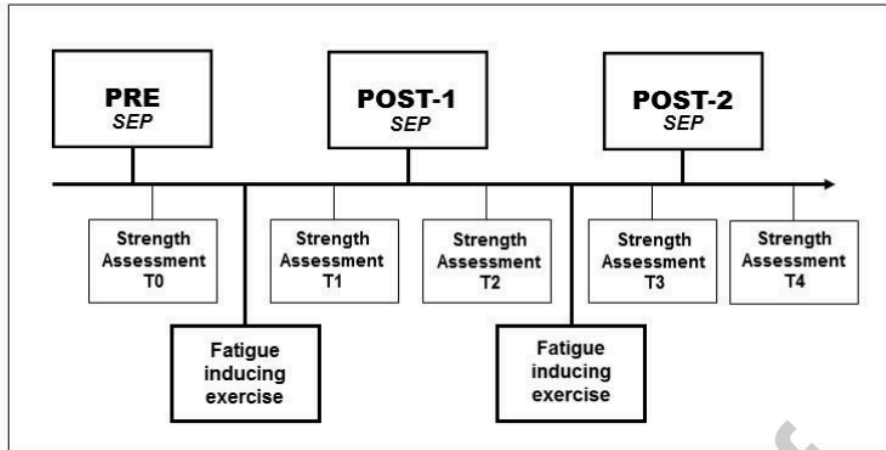 PRE
SEP
POST-1
SEP
POST-2
SEP
Strength
Assessment
T0
Strength
Assessment
T1
Strength
Assessment
T2
Strength
Assessment
T3
Strength
Assessment
T4
Fatigue
inducing
exercise
Fatigue
inducing
exercise